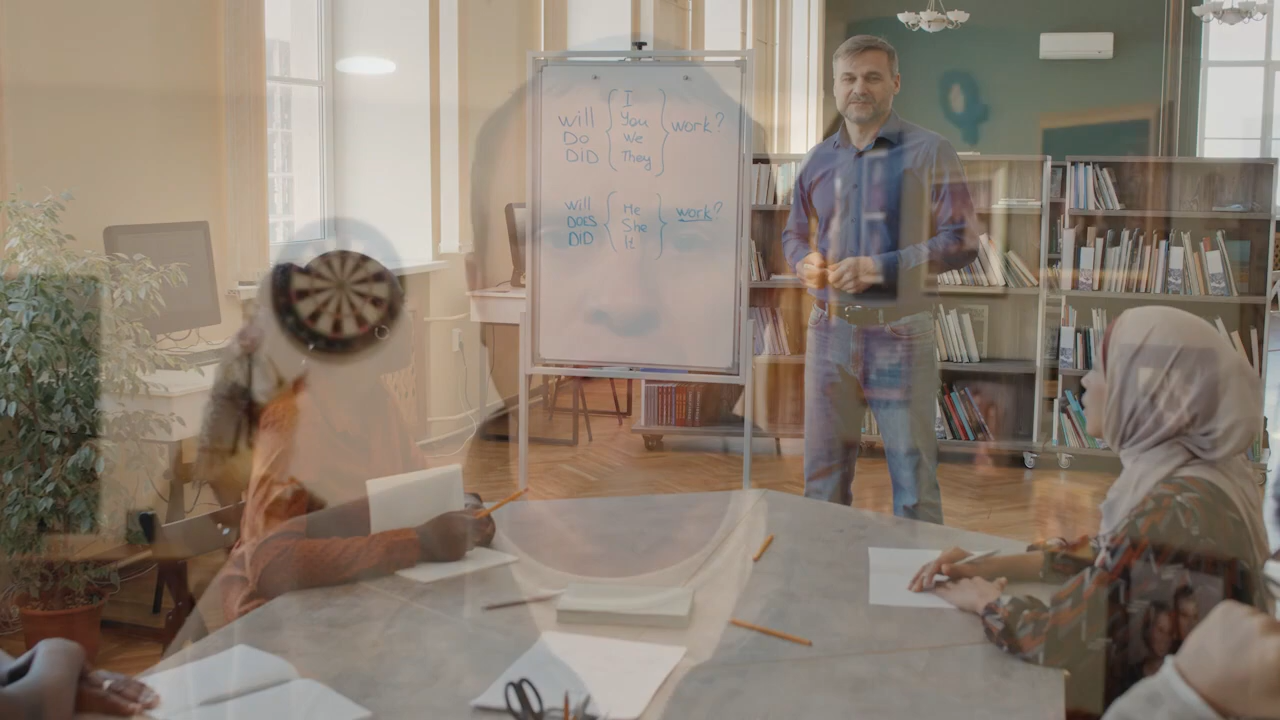 will I
Do You work?
DID we
They
will He
DOES She work?
DID It